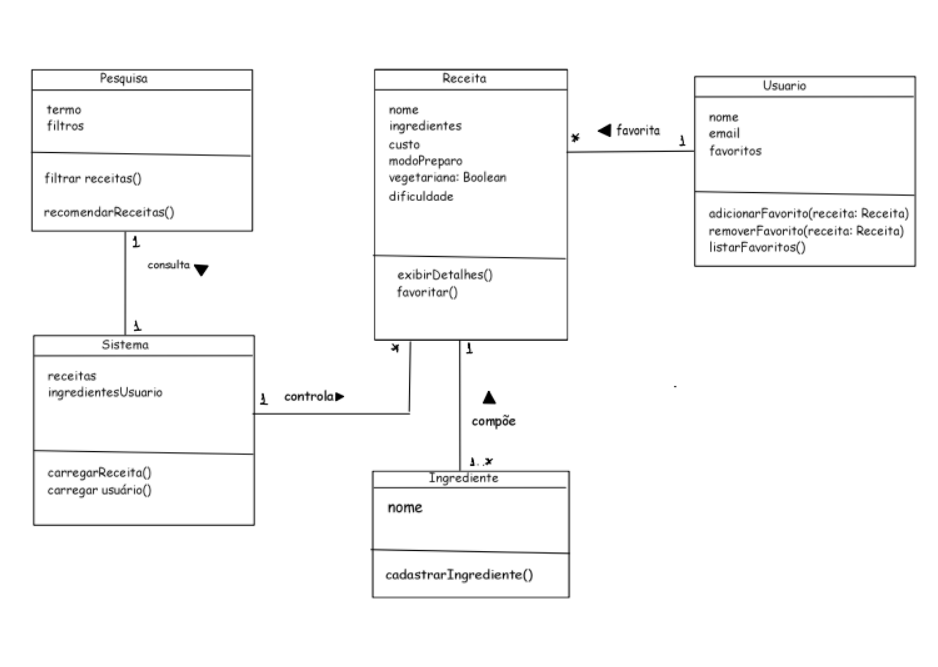 Pesquisa
termo
filtros
filtrar receitas()
recomendarReceitas()
1
consulta
1
Sistema
receitas
ingredientesUsuario
carregarReceita()
carregar usuário()
1
controla
*
Receita
nome
ingredientes
custo
modoPreparo
vegetariana: Boolean
dificuldade
exibirDetalhes()
favoritar()
1
compõe
1..*
Ingrediente
nome
cadastrarIngrediente()
*
favorita
1
Usuario
nome
email
favoritos
adicionarFavorito(receita: Receita)
removerFavorito(receita: Receita)
listarFavoritos()